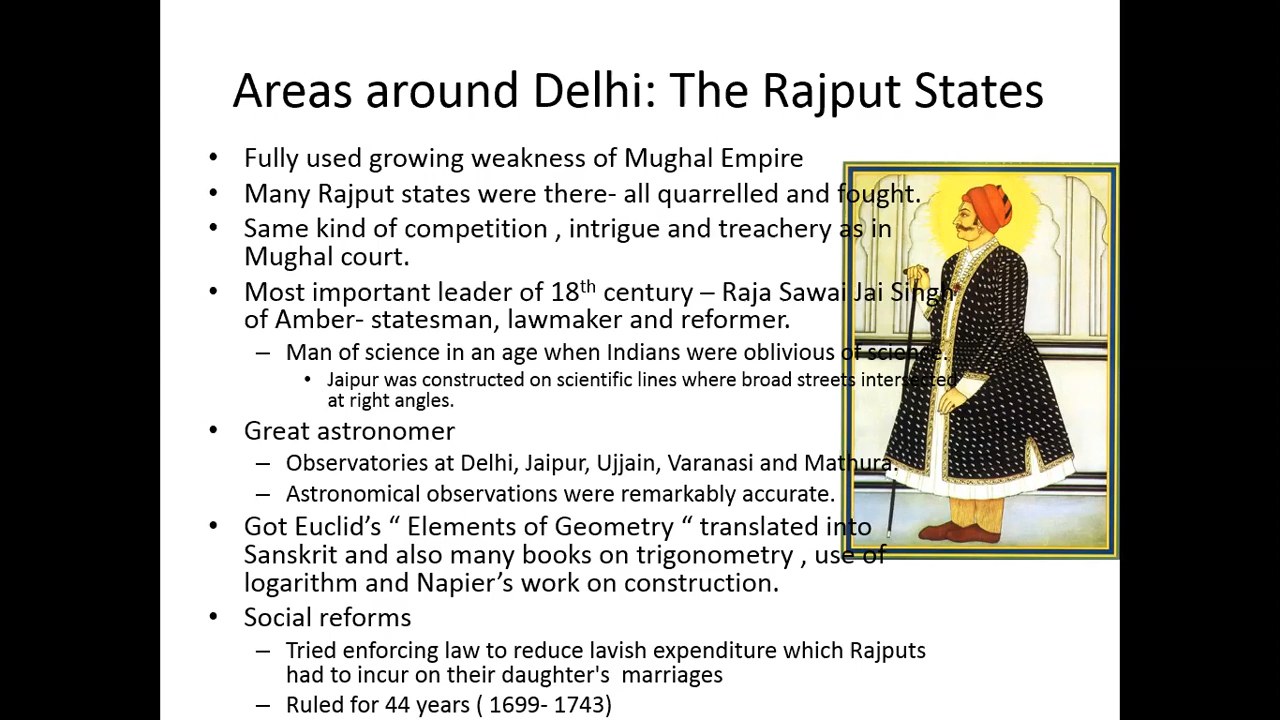 Areas around Delhi: The Rajput States
• Fully used growing weakness of Mughal Empire
• Many Rajput states were there- all quarrelled and fought.
• Same kind of competition , intrigue and treachery as in
Mughal court.
• Most important leader of 18th century – Raja Sawai Jai Singh
of Amber- statesman, lawmaker and reformer.
– Man of science in an age when Indians were oblivious of science.
• Jaipur was constructed on scientific lines where broad streets intersected
at right angles.
• Great astronomer
– Observatories at Delhi, Jaipur, Ujjain, Varanasi and Mathura.
– Astronomical observations were remarkably accurate.
• Got Euclid’s “ Elements of Geometry “ translated into
Sanskrit and also many books on trigonometry , use of
logarithm and Napier’s work on construction.
• Social reforms
– Tried enforcing law to reduce lavish expenditure which Rajputs
had to incur on their daughter's  marriages
– Ruled for 44 years ( 1699- 1743)